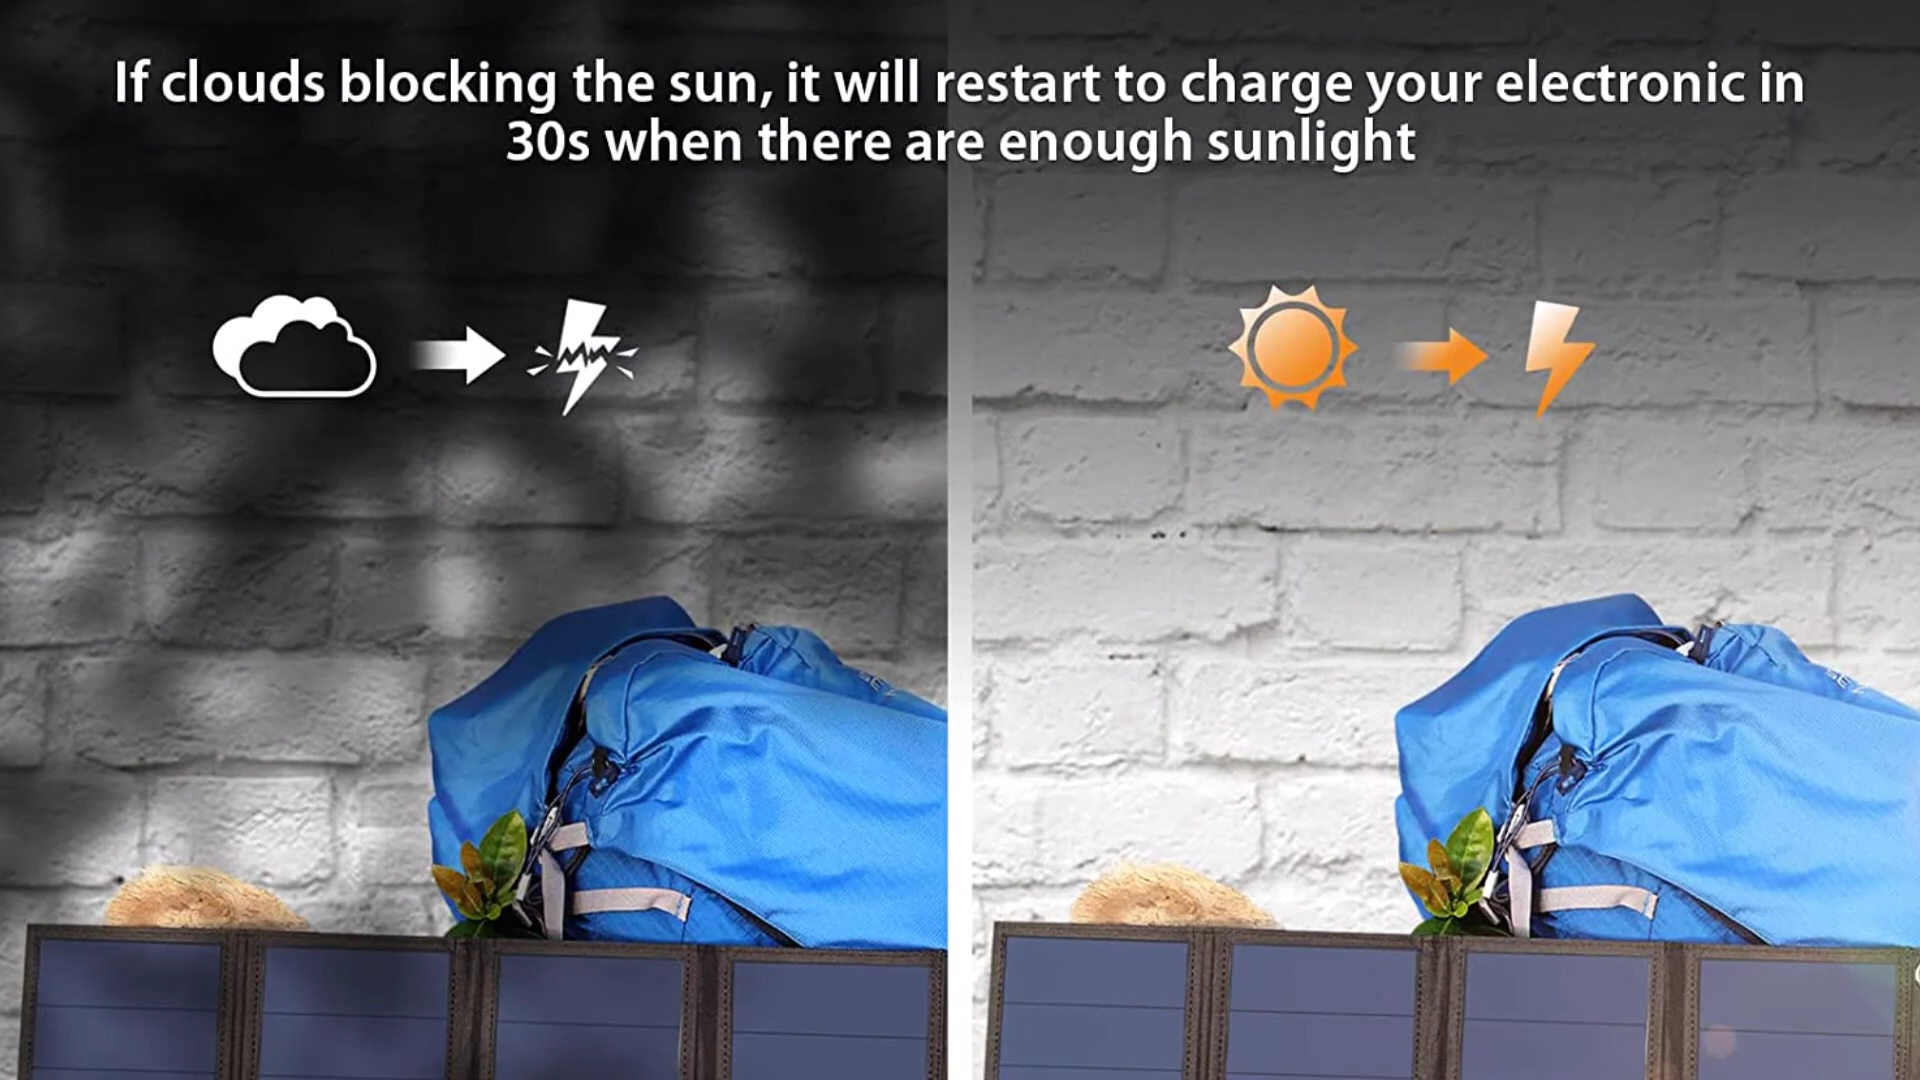 If clouds blocking the sun, it will restart to charge your electronic in
30s when there are enough sunlight